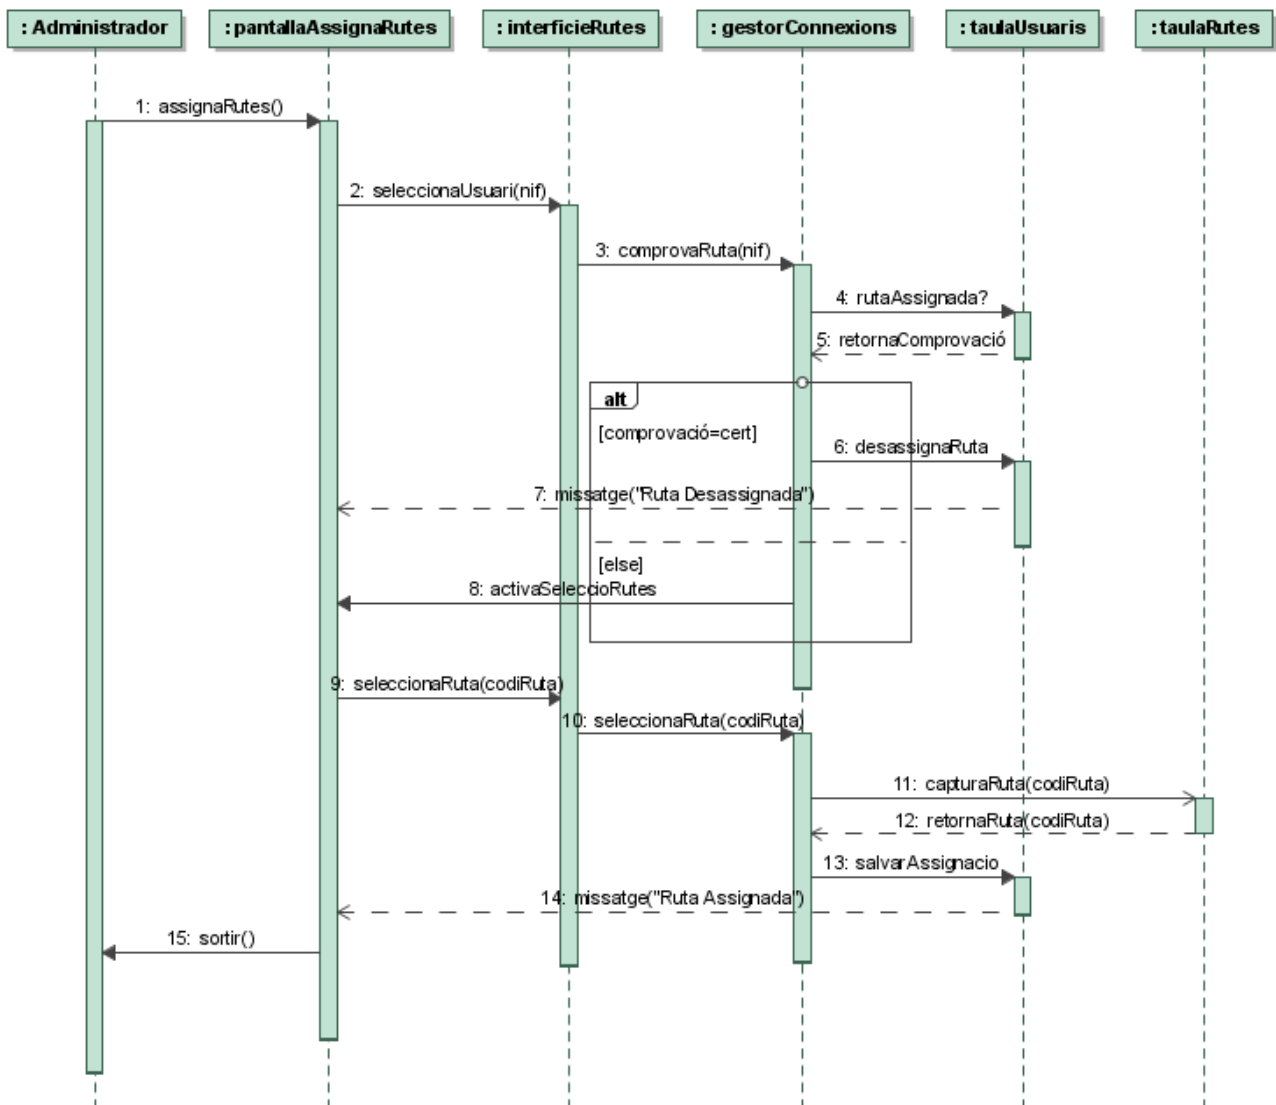 : Administrador
: pantallaAssignaRutes
: interficieRutes
: gestorConnexions
: taulaUsuaris
: taulaRutes
1: assignaRutes()
2: seleccionaUsuari(nif)
3: comprovaRuta(nif)
4: rutaAssignada?
5: retornaComprovació
alt
[comprovació=cert]
6: desassignaRuta
7: missatge("Ruta Desassignada")
[else]
8: activaSeleccioRutes
9: seleccionaRuta(codiRuta)
10: seleccionaRuta(codiRuta)
11: capturaRuta(codiRuta)
12: retornaRuta(codiRuta)
13: salvarAssignacio
14: missatge("Ruta Assignada")
15: sortir()